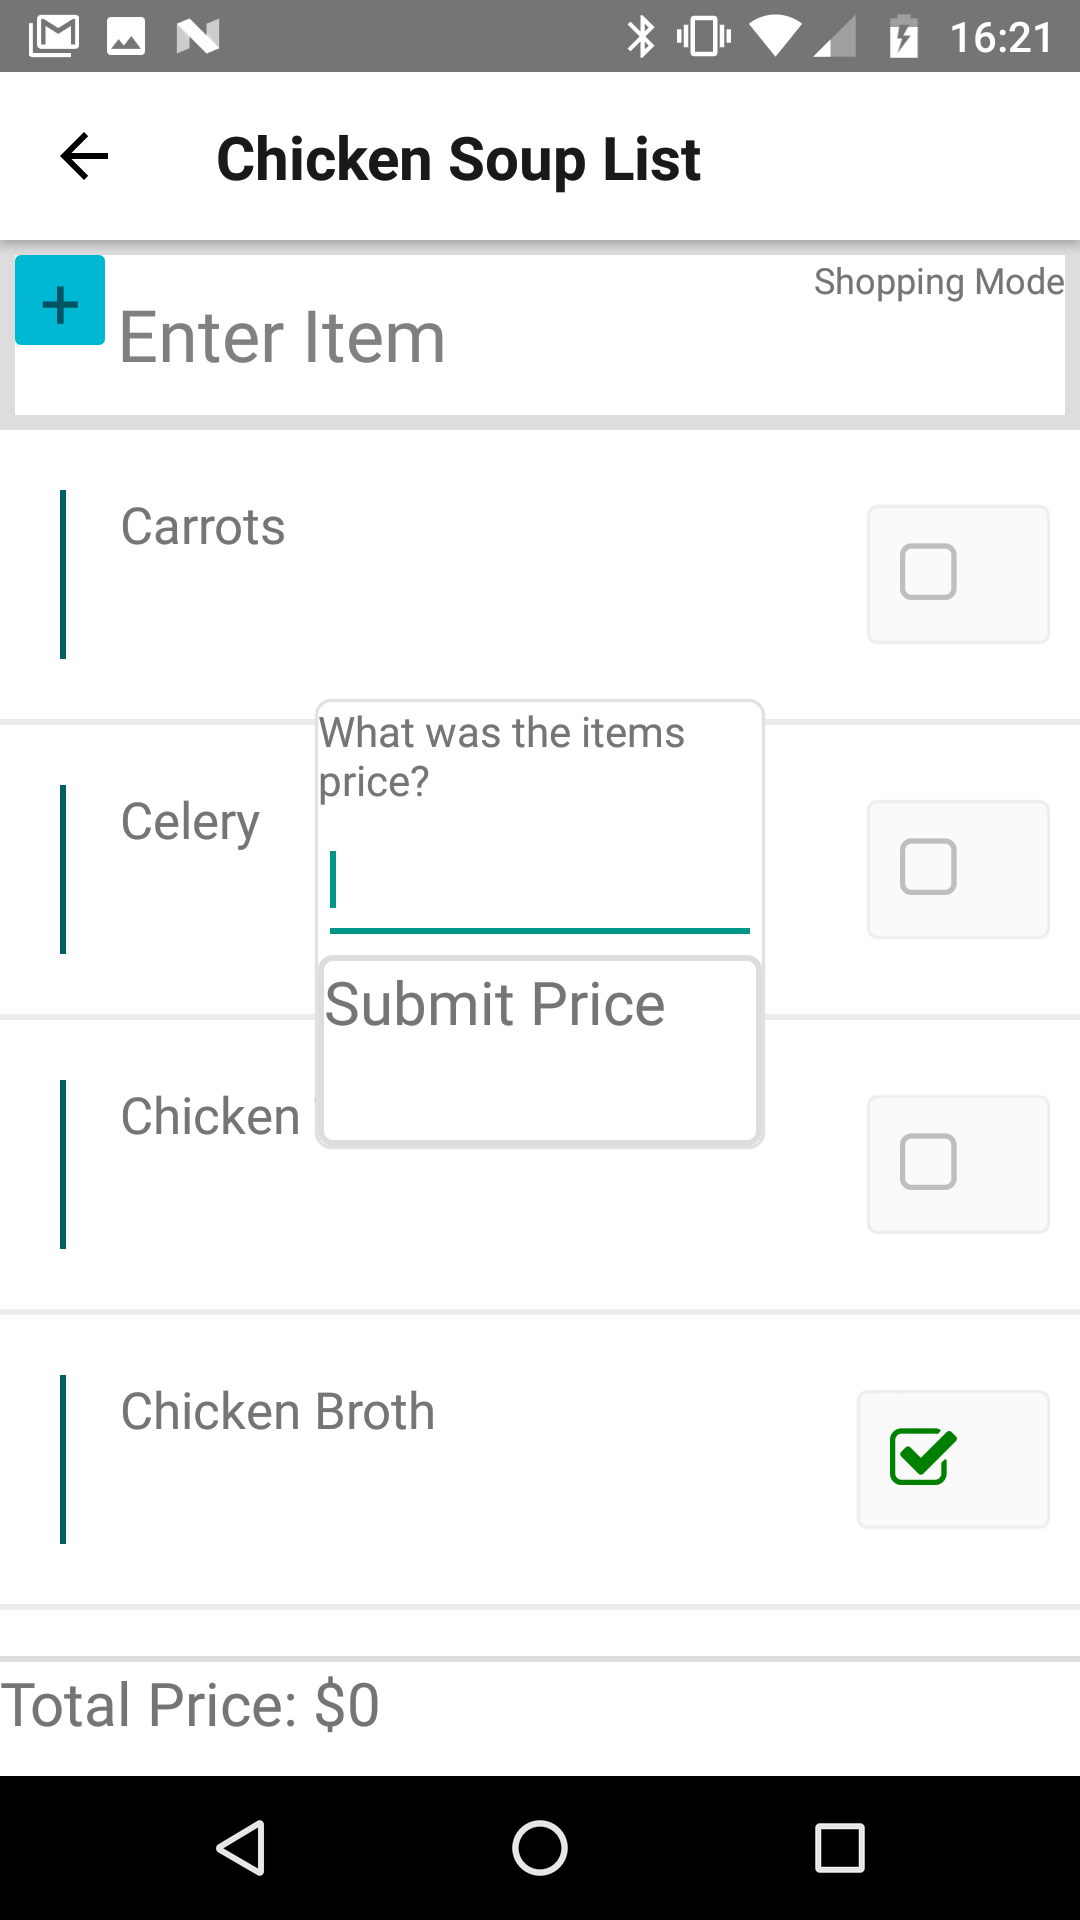 16:21
Chicken Soup List
Shopping Mode
Enter Item
Carrots
What was the items
price?
Celery
Submit Price
Chicken
Chicken Broth
Total Price: $0